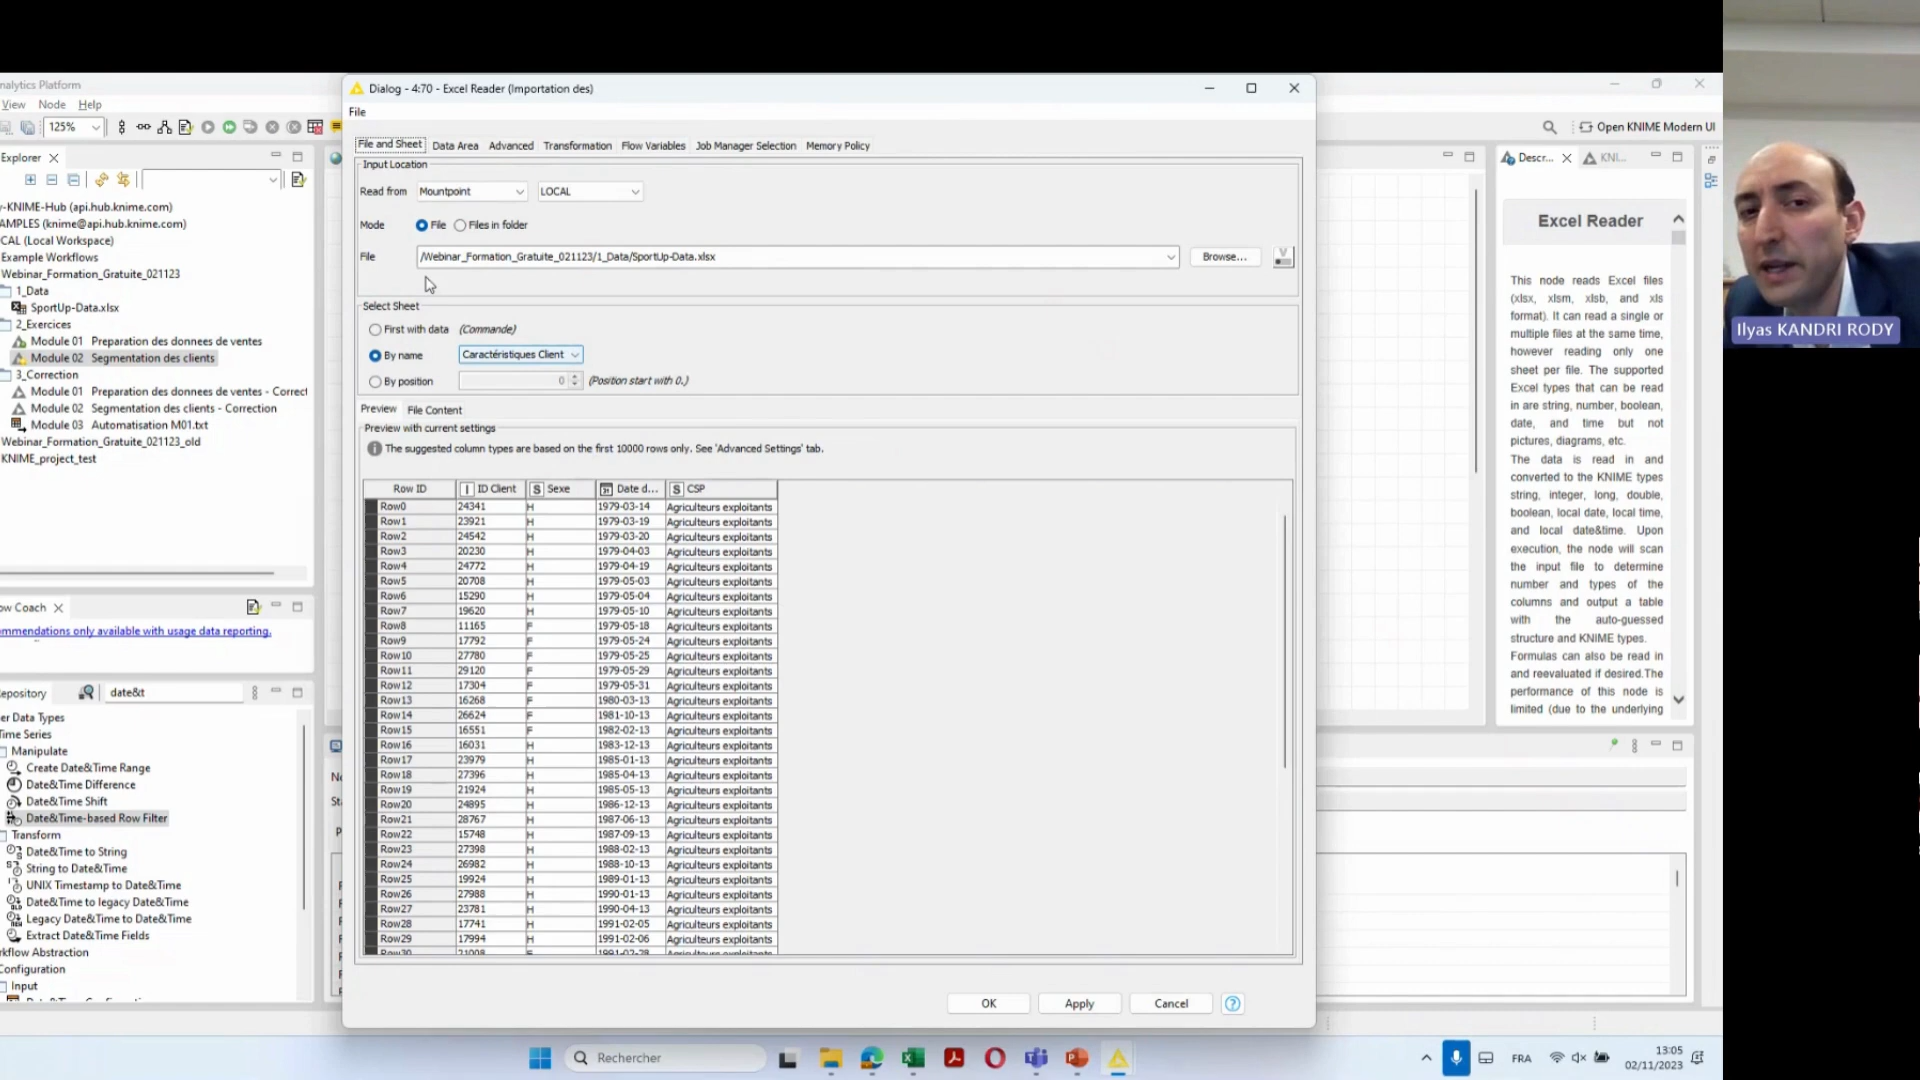 nalytics Platform
View Node Help
125%
Open KNIME Modern UI
Explorer
y-KNIME-Hub (api.hub.knime.com)
AMPLES (knime@api.hub.knime.com)
CAL (Local Workspace)
Example Workflows
Webinar_Formation_Gratuite_021123
1_Data
SportUp-Data.xlsx
2_Exercices
Module 01 Preparation des donnees de ventes
Module 02 Segmentation des clients
3_Correction
Module 01 Preparation des donnees de ventes - Correct
Module 02 Segmentation des clients - Correction
Module 03 Automatisation M01.txt
Webinar_Formation_Gratuite_021123_old
KNIME_project_test
ow Coach
mmendations only available with usage data reporting.
epository date&t
er Data Types
ime Series
Manipulate
Create Date&Time Range
Date&Time Difference
Date&Time Shift
Date&Time-based Row Filter
Transform
Date&Time to String
String to Date&Time
UNIX Timestamp to Date&Time
Date&Time to legacy Date&Time
Legacy Date&Time to Date&Time
Extract Date&Time Fields
rkflow Abstraction
Configuration
Input
Dialog - 4:70 - Excel Reader (Importation des)
File
File and Sheet Data Area Advanced Transformation Flow Variables Job Manager Selection Memory Policy
Input Location
Read from Mountpoint LOCAL
Mode File Files in folder
File /Webinar_Formation_Gratuite_021123/1_Data/SportUp-Data.xlsx Browse...
Select Sheet
First with data (Commande)
By name Caractéristiques Client
By position 0 (Position start with 0.)
Preview File Content
Preview with current settings
The suggested column types are based on the first 10000 rows only. See 'Advanced Settings' tab.
Row ID I ID Client S Sexe Date d... S CSP
Row0 24341 H 1979-03-14 Agriculteurs exploitants
Row1 23921 H 1979-03-19 Agriculteurs exploitants
Row2 24542 H 1979-03-20 Agriculteurs exploitants
Row3 20230 H 1979-04-03 Agriculteurs exploitants
Row4 24772 H 1979-04-19 Agriculteurs exploitants
Row5 20708 H 1979-05-03 Agriculteurs exploitants
Row6 15290 H 1979-05-04 Agriculteurs exploitants
Row7 19620 H 1979-05-10 Agriculteurs exploitants
Row8 11165 F 1979-05-18 Agriculteurs exploitants
Row9 17792 F 1979-05-24 Agriculteurs exploitants
Row10 27780 F 1979-05-25 Agriculteurs exploitants
Row11 29120 F 1979-05-29 Agriculteurs exploitants
Row12 17304 F 1979-05-31 Agriculteurs exploitants
Row13 16268 F 1980-03-13 Agriculteurs exploitants
Row14 26624 F 1981-10-13 Agriculteurs exploitants
Row15 16551 F 1982-02-13 Agriculteurs exploitants
Row16 16031 H 1983-12-13 Agriculteurs exploitants
Row17 23979 H 1985-01-13 Agriculteurs exploitants
Row18 27396 H 1985-04-13 Agriculteurs exploitants
Row19 21924 H 1985-05-13 Agriculteurs exploitants
Row20 24895 H 1986-12-13 Agriculteurs exploitants
Row21 28767 H 1987-06-13 Agriculteurs exploitants
Row22 15748 H 1987-09-13 Agriculteurs exploitants
Row23 27398 H 1988-02-13 Agriculteurs exploitants
Row24 26982 H 1988-10-13 Agriculteurs exploitants
Row25 19924 H 1989-01-13 Agriculteurs exploitants
Row26 27988 H 1990-01-13 Agriculteurs exploitants
Row27 23781 H 1990-04-13 Agriculteurs exploitants
Row28 17741 H 1991-02-05 Agriculteurs exploitants
Row29 17994 H 1991-02-06 Agriculteurs exploitants
Row30 21008 F 1991-02-28 Agriculteurs exploitants
OK Apply Cancel
Descr... KNI...
Excel Reader
This node reads Excel files
(xlsx, xlsm, xlsb, and xls
format). It can read a single or
multiple files at the same time,
however reading only one
sheet per file. The supported
Excel types that can be read
in are string, number, boolean,
date, and time but not
pictures, diagrams, etc.
The data is read in and
converted to the KNIME types
string, integer, long, double,
boolean, local date, local time,
and local date&time. Upon
execution, the node will scan
the input file to determine
number and types of the
columns and output a table
with the auto-guessed
structure and KNIME types.
Formulas can also be read in
and reevaluated if desired.The
performance of this node is
limited (due to the underlying
Ilyas KANDRI RODY
Rechercher
FRA
13:05
02/11/2023